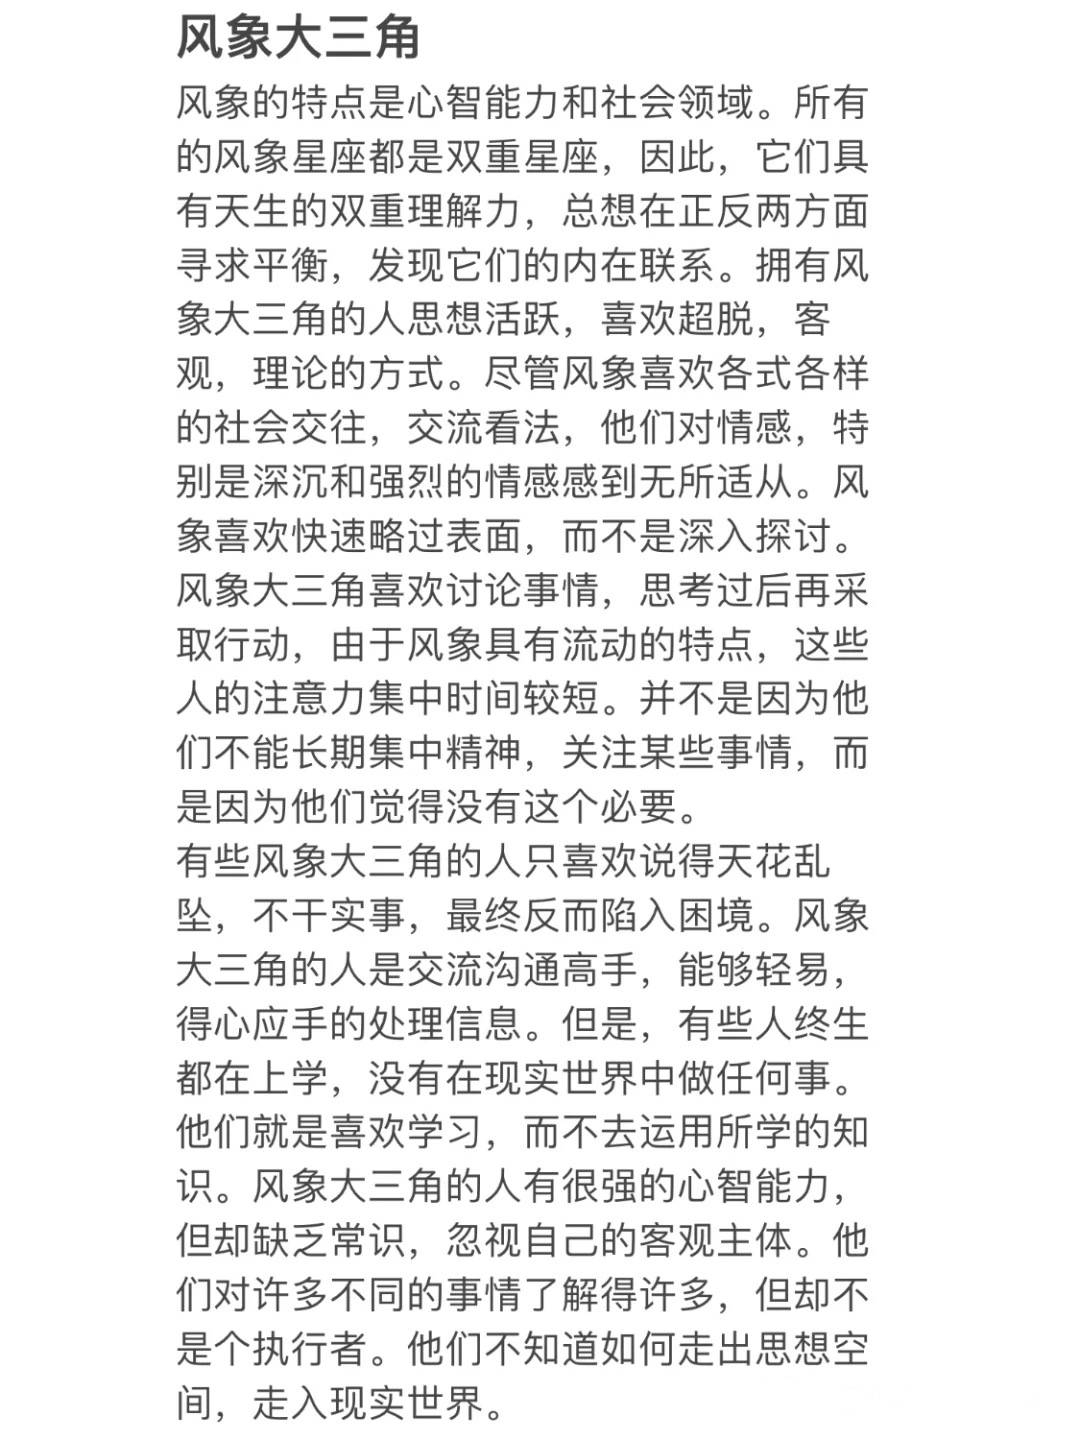 风象大三角
风象的特点是心智能力和社会领域。所有
的风象星座都是双重星座，因此，它们具
有天生的双重理解力，总想在正反两方面
寻求平衡，发现它们的内在联系。拥有风
象大三角的人思想活跃，喜欢超脱，客
观，理论的方式。尽管风象喜欢各式各样
的社会交往，交流看法，他们对情感，特
别是深沉和强烈的情感感到无所适从。风
象喜欢快速略过表面，而不是深入探讨。
风象大三角喜欢讨论事情，思考过后再采
取行动，由于风象具有流动的特点，这些
人的注意力集中时间较短。并不是因为他
们不能长期集中精神，关注某些事情，而
是因为他们觉得没有这个必要。
有些风象大三角的人只喜欢说得天花乱
坠，不干实事，最终反而陷入困境。风象
大三角的人是交流沟通高手，能够轻易，
得心应手的处理信息。但是，有些人终生
都在上学，没有在现实世界中做任何事。
他们就是喜欢学习，而不去运用所学的知
识。风象大三角的人有很强的心智能力，
但却缺乏常识，忽视自己的客观主体。他
们对许多不同的事情了解得许多，但却不
是个执行者。他们不知道如何走出思想空
间，走入现实世界。